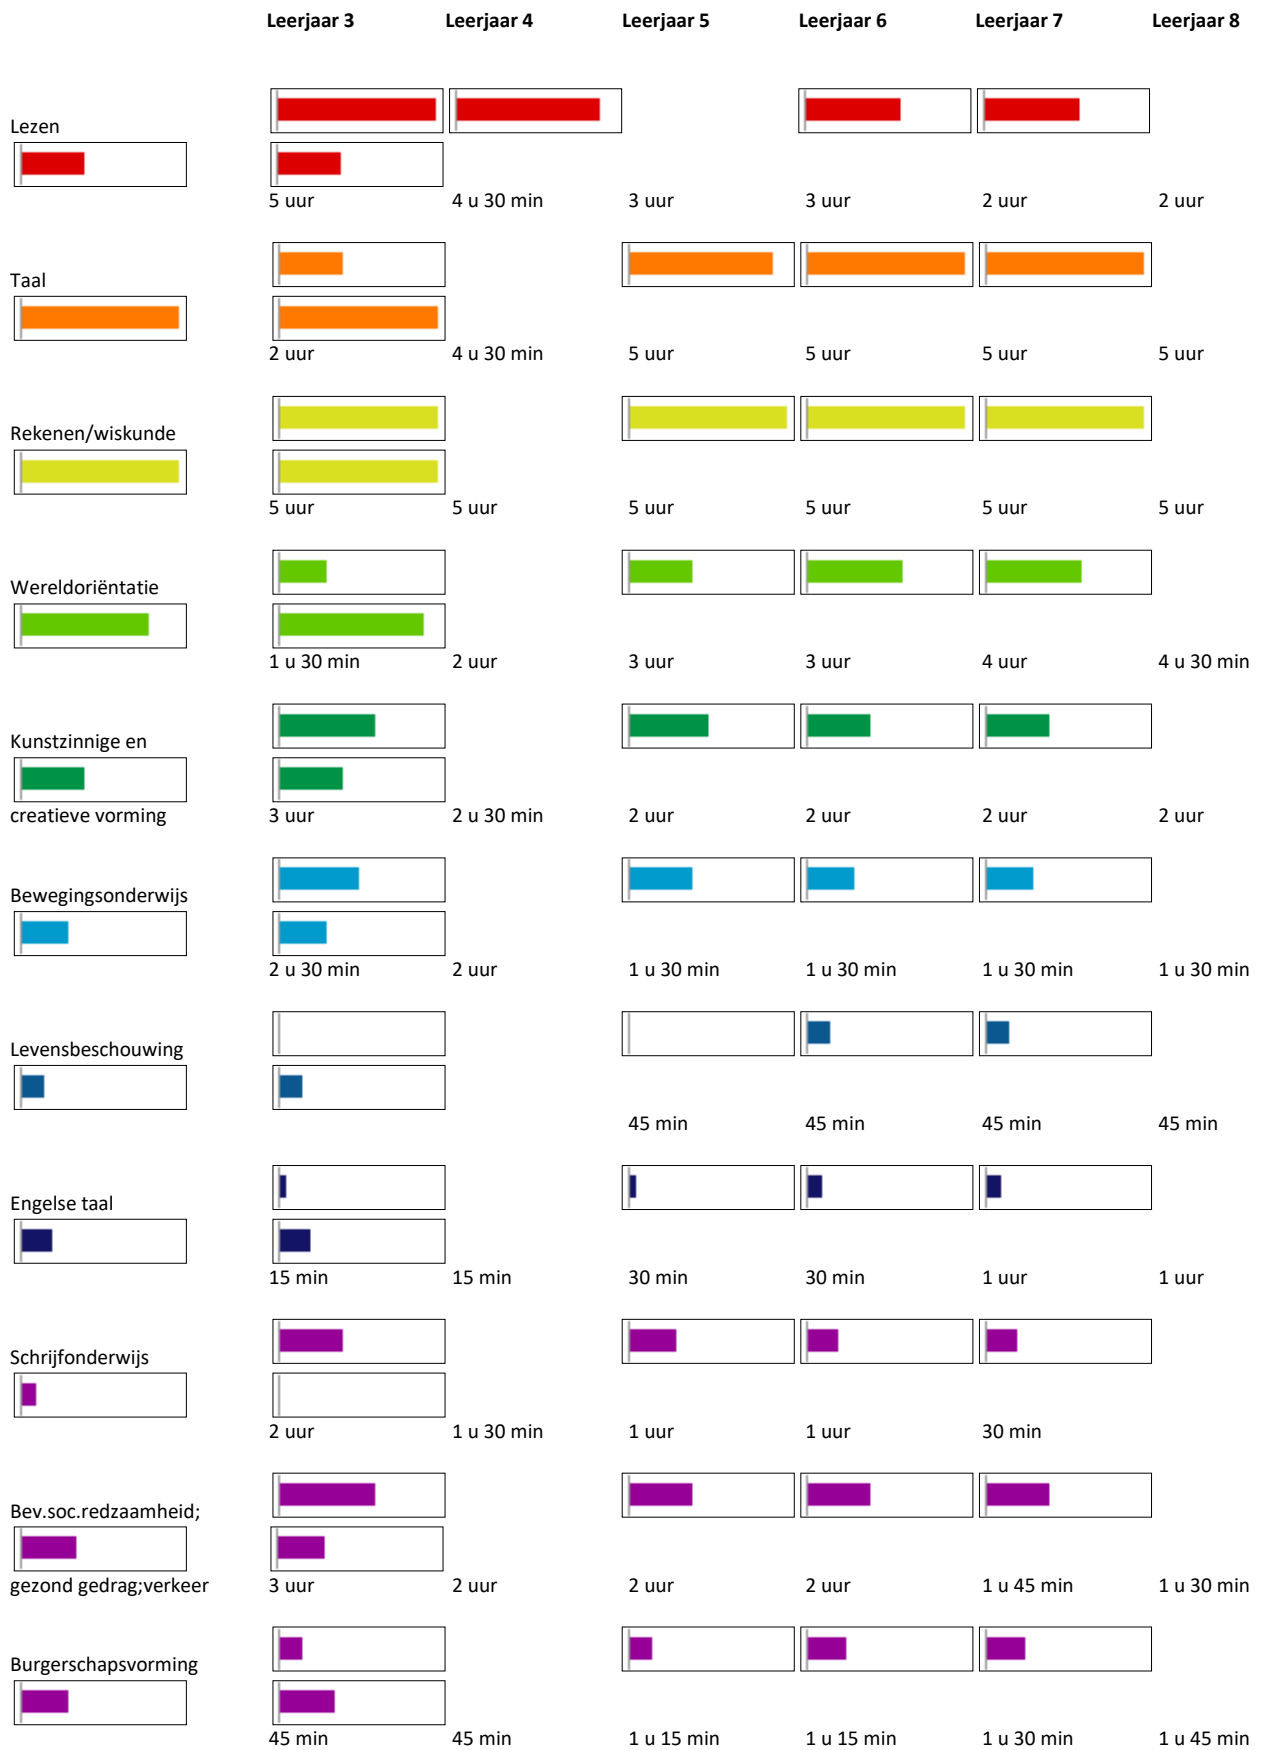 Leerjaar 3 Leerjaar 4 Leerjaar 5 Leerjaar 6 Leerjaar 7 Leerjaar 8
Lezen
5 uur 4 u 30 min 3 uur 3 uur 2 uur 2 uur
Taal
2 uur 4 u 30 min 5 uur 5 uur 5 uur 5 uur
Rekenen/wiskunde
5 uur 5 uur 5 uur 5 uur 5 uur 5 uur
Wereldoriëntatie
1 u 30 min 2 uur 3 uur 3 uur 4 uur 4 u 30 min
Kunstzinnige en
creatieve vorming 3 uur 2 u 30 min 2 uur 2 uur 2 uur 2 uur
Bewegingsonderwijs
2 u 30 min 2 uur 1 u 30 min 1 u 30 min 1 u 30 min 1 u 30 min
Levensbeschouwing
45 min 45 min 45 min 45 min
Engelse taal
15 min 15 min 30 min 30 min 1 uur 1 uur
Schrijfonderwijs
2 uur 1 u 30 min 1 uur 1 uur 30 min
Bev.soc.redzaamheid;
gezond gedrag;verkeer 3 uur 2 uur 2 uur 2 uur 1 u 45 min 1 u 30 min
Burgerschapsvorming
45 min 45 min 1 u 15 min 1 u 15 min 1 u 30 min 1 u 45 min